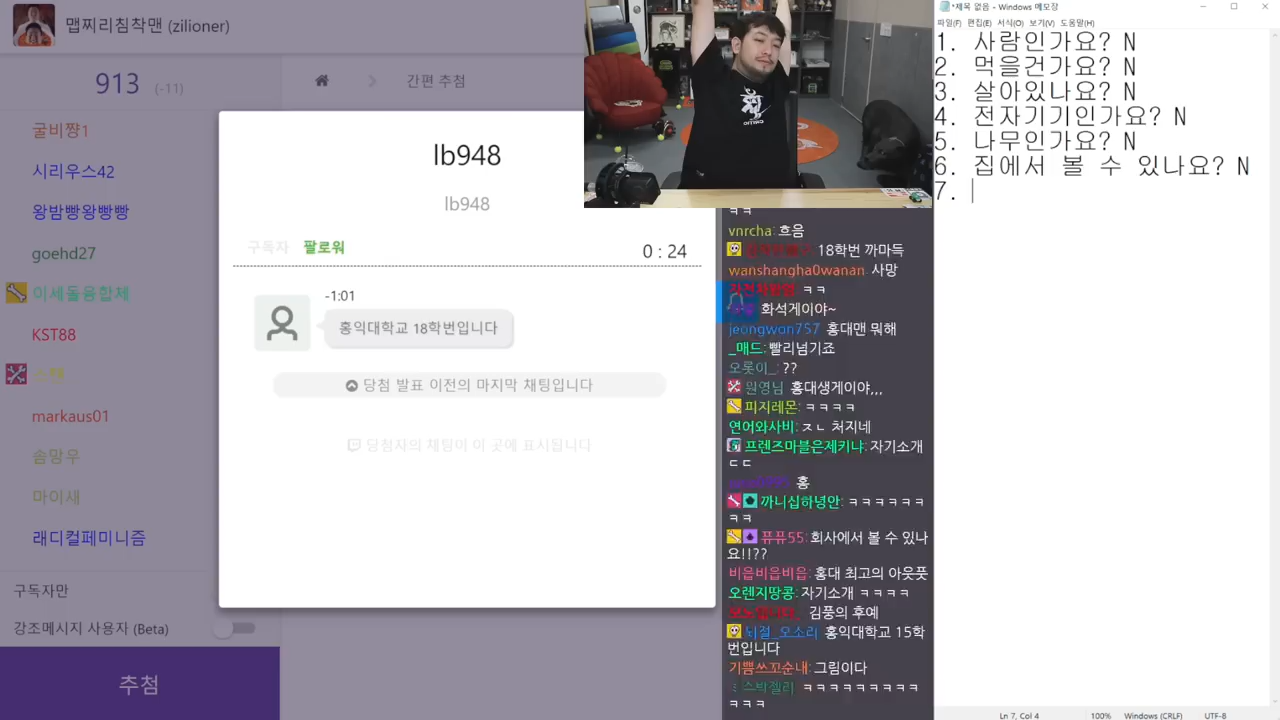 맵찌리침착맨 (zilioner)
913 (-11)
간편 추첨
굴비쨩1
시리우스42
왕밤빵왕빵빵
goehd27
이세돌융합체
KST88
markaus01
솜망우
마이새
래디컬페미니즘
구독자만
강조메시지 사용자 (Beta)
추첨
lb948
lb948
구독자 팔로워
0 : 24
-1:01
홍익대학교 18학번입니다
당첨 발표 이전의 마지막 채팅입니다
당첨자의 채팅이 이 곳에 표시됩니다
ㅋㅋ
vnrcha: 흐음
18학번 까마득
wanshangha0wanan: 사망
ㅋㅋ
화석게이야~
jeongwon757: 홍대맨 뭐해
_매드: 빨리넘기죠
오롯이_: ??
원영님: 홍대생게이야,,,
피지레몬: ㅋㅋㅋㅋ
연어와사비: ㅈㄴ 처지네
프렌즈마블은제키냐: 자기소개
ㄷㄷ
홍
까니십하녕안: ㅋㅋㅋㅋㅋㅋ
ㅋㅋ
퓨퓨55: 회사에서 볼 수 있나
요!!??
비읍비읍비읍: 홍대 최고의 아웃풋
오렌지땅콩: 자기소개 ㅋㅋㅋㅋ
김풍의 후예
뇌절_오소리: 홍익대학교 15학
번입니다
기쁨쓰꼬순내: 그림이다
스박젤리: ㅋㅋㅋㅋㅋㅋㅋㅋㅋ
ㅋㅋㅋ
*제목 없음 - Windows 메모장
파일(F) 편집(E) 서식(O) 보기(V) 도움말(H)
1. 사람인가요? N
2. 먹을건가요? N
3. 살아있나요? N
4. 전자기기인가요? N
5. 나무인가요? N
6. 집에서 볼 수 있나요? N
7.
Ln 7, Col 4 100% Windows (CRLF) UTF-8